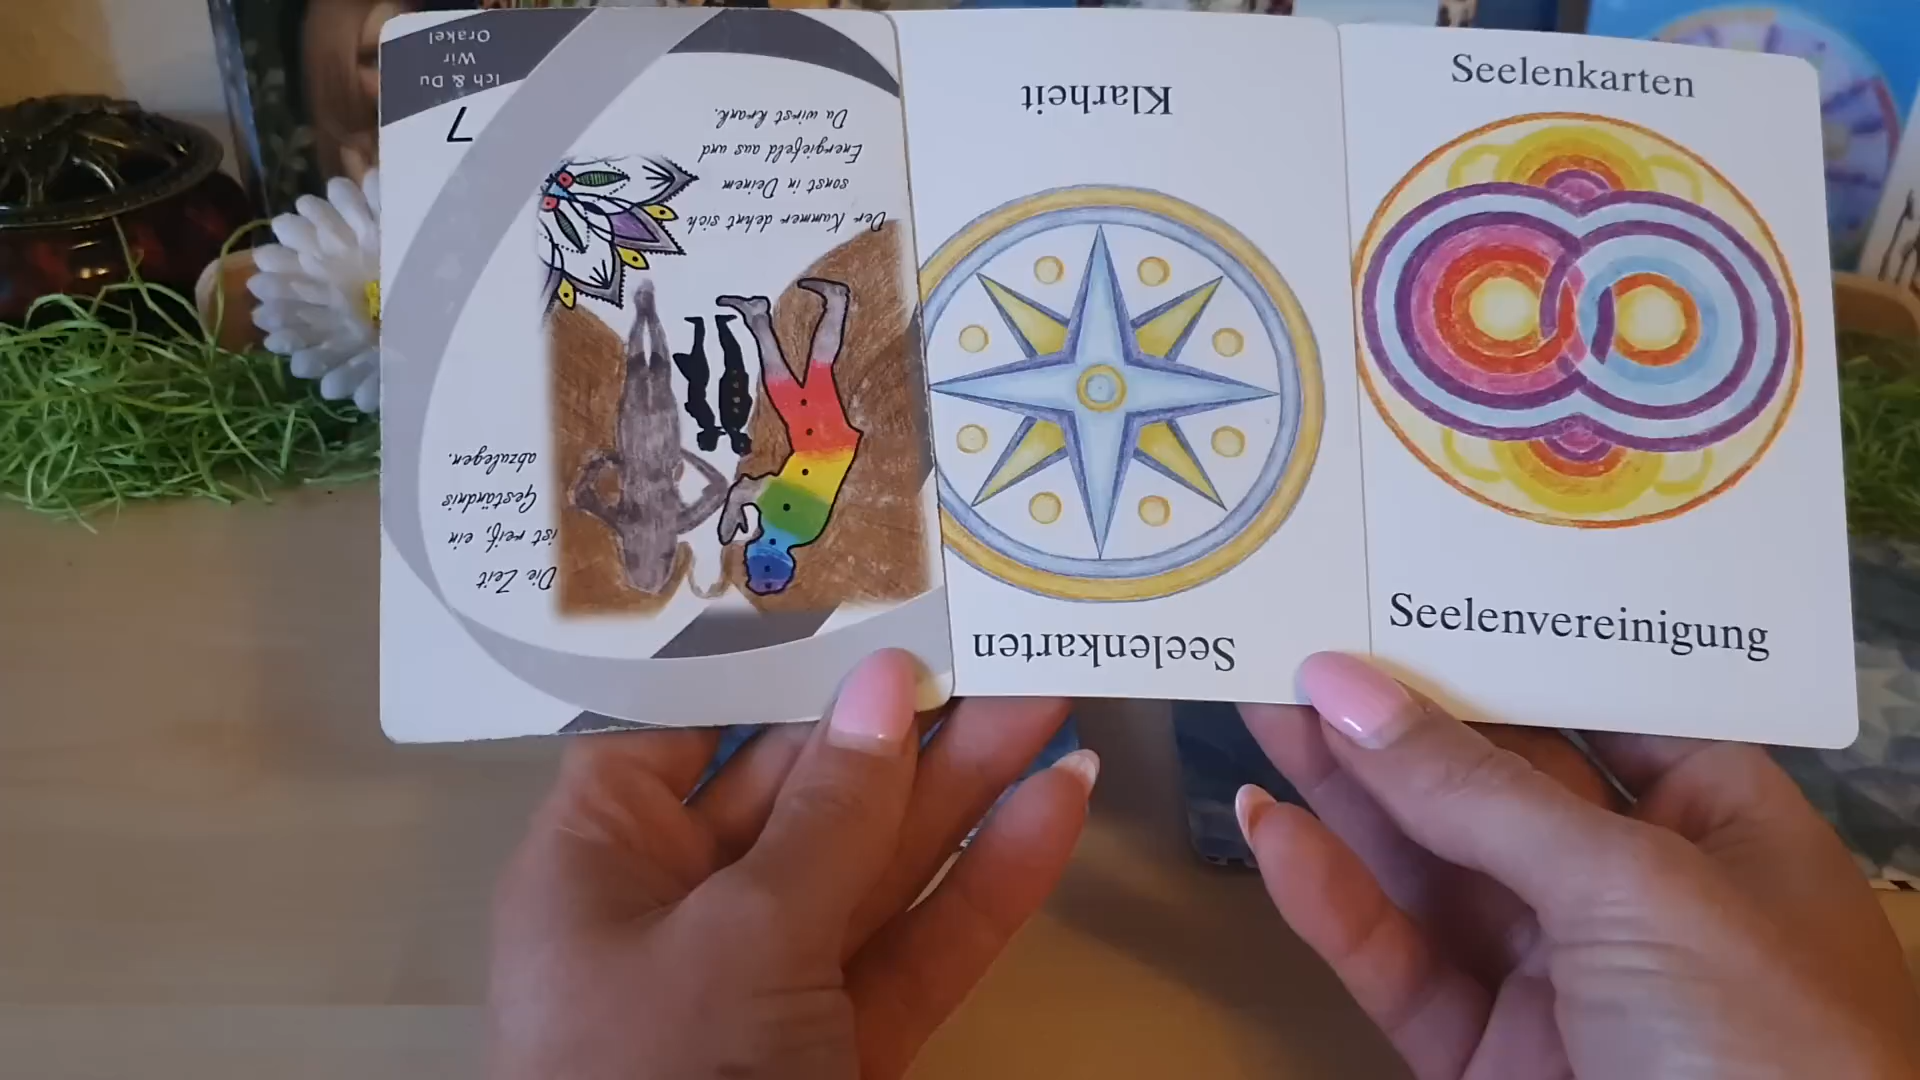 Ich & Du
Wir
Orakel
7
Die Zeit
ist reif, ein
Geständnis
abzulegen.
Der Kummer dehnt sich
sonst in Deinem
Energiefeld aus und
Du wirst krank.
Seelenkarten
Klarheit
Seelenkarten
Seelenvereinigung